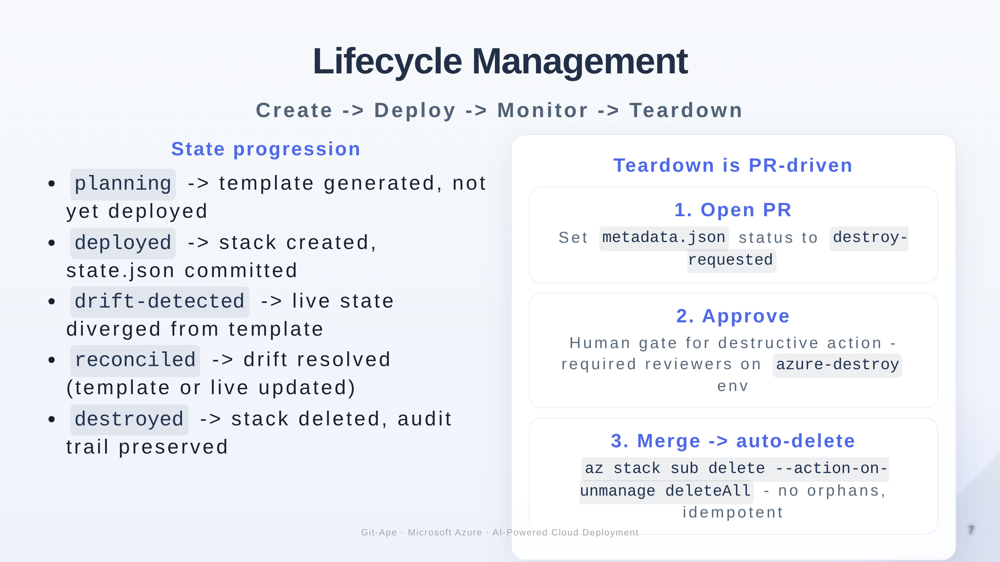 Lifecycle Management
Create -> Deploy -> Monitor -> Teardown
State progression
• planning -> template generated, not
yet deployed
• deployed -> stack created,
state.json committed
• drift-detected -> live state
diverged from template
• reconciled -> drift resolved
(template or live updated)
• destroyed -> stack deleted, audit
trail preserved
Teardown is PR-driven
1. Open PR
Set metadata.json status to destroy-
requested
2. Approve
Human gate for destructive action -
required reviewers on azure-destroy
env
3. Merge -> auto-delete
az stack sub delete --action-on-
unmanage deleteAll - no orphans,
idempotent
Git-Ape · Microsoft Azure · AI-Powered Cloud Deployment
7